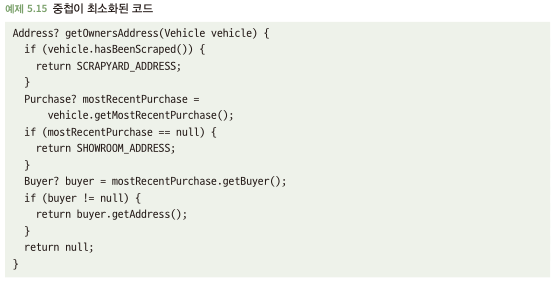 예제 5.15 중첩이 최소화된 코드
Address? getOwnersAddress(Vehicle vehicle) {
  if (vehicle.hasBeenScraped()) {
    return SCRAPYARD_ADDRESS;
  }
  Purchase? mostRecentPurchase =
      vehicle.getMostRecentPurchase();
  if (mostRecentPurchase == null) {
    return SHOWROOM_ADDRESS;
  }
  Buyer? buyer = mostRecentPurchase.getBuyer();
  if (buyer != null) {
    return buyer.getAddress();
  }
  return null;
}